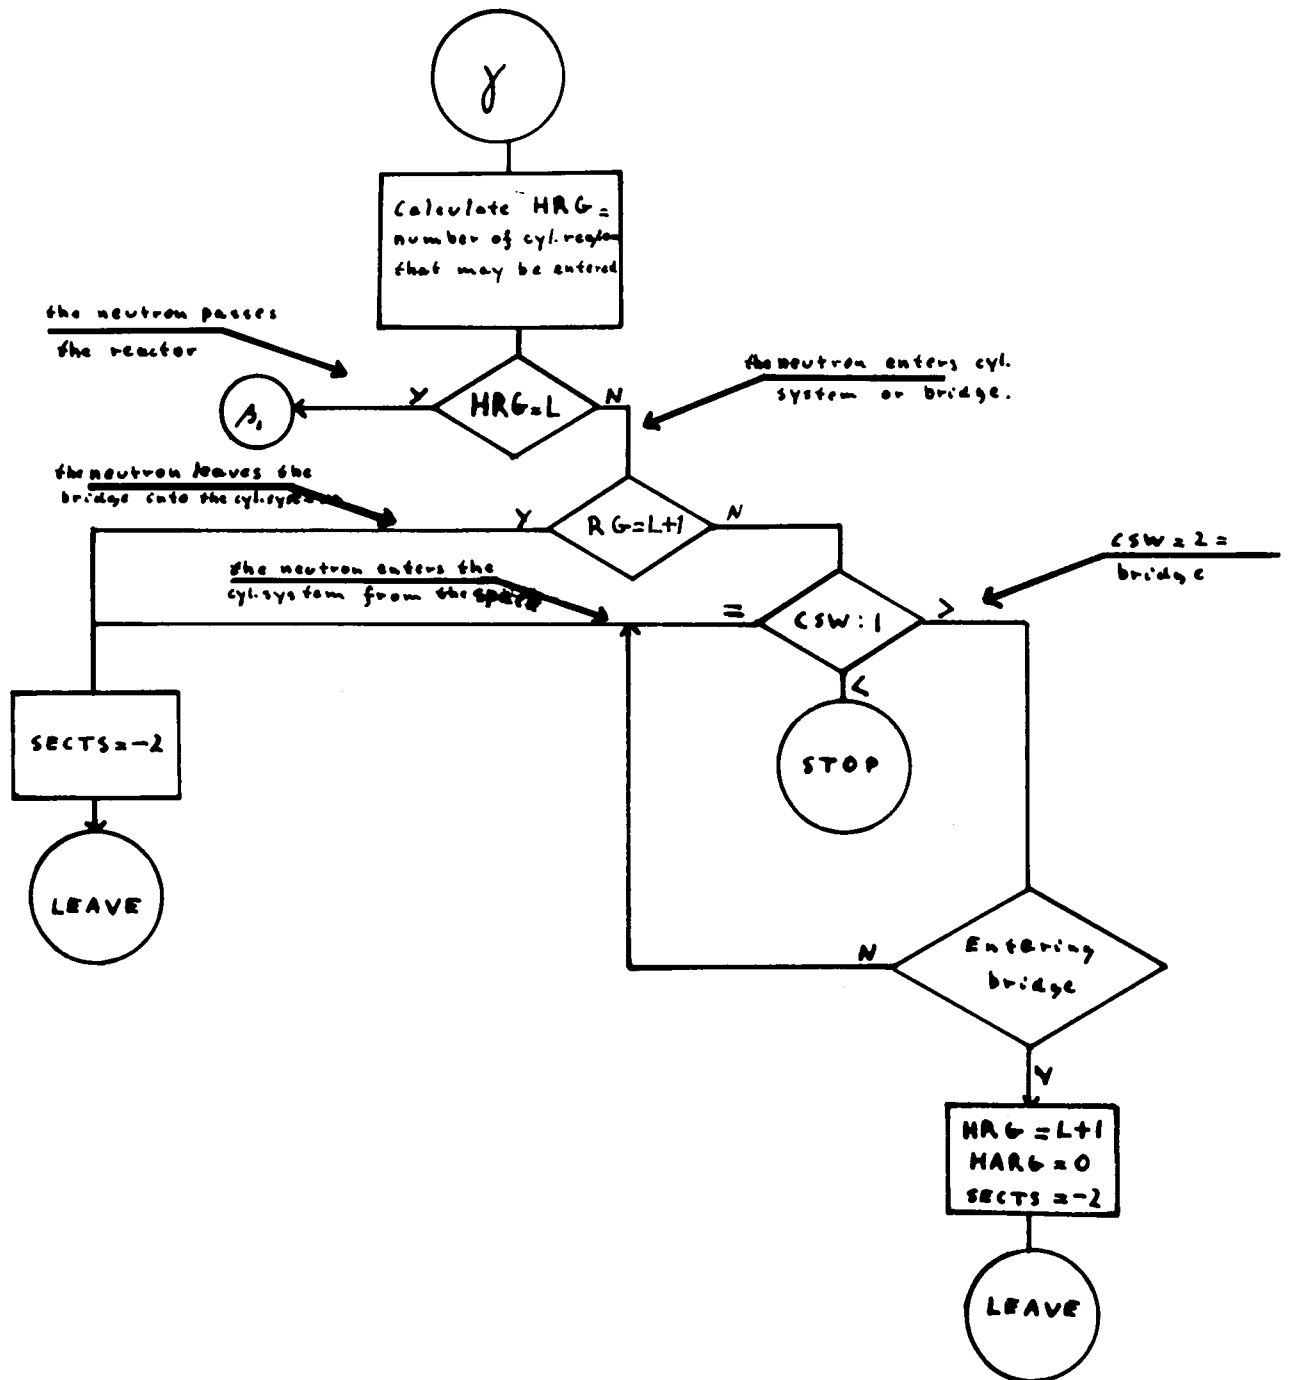 γ
Calculate HRG =
number of cyl. region
that may be entered
the neutron passes
the reactor
the neutron enters cyl.
system or bridge.
Y
HRG=L
N
the neutron leaves the
bridge into the cyl.system
Y
RG=L+1
N
CSW = 2 =
bridge
the neutron enters the
cyl.system from the space
=
CSW:1
>
<
SECTS=-2
STOP
LEAVE
N
Entering
bridge
Y
HRG = L+1
HARG = 0
SECTS = -2
LEAVE